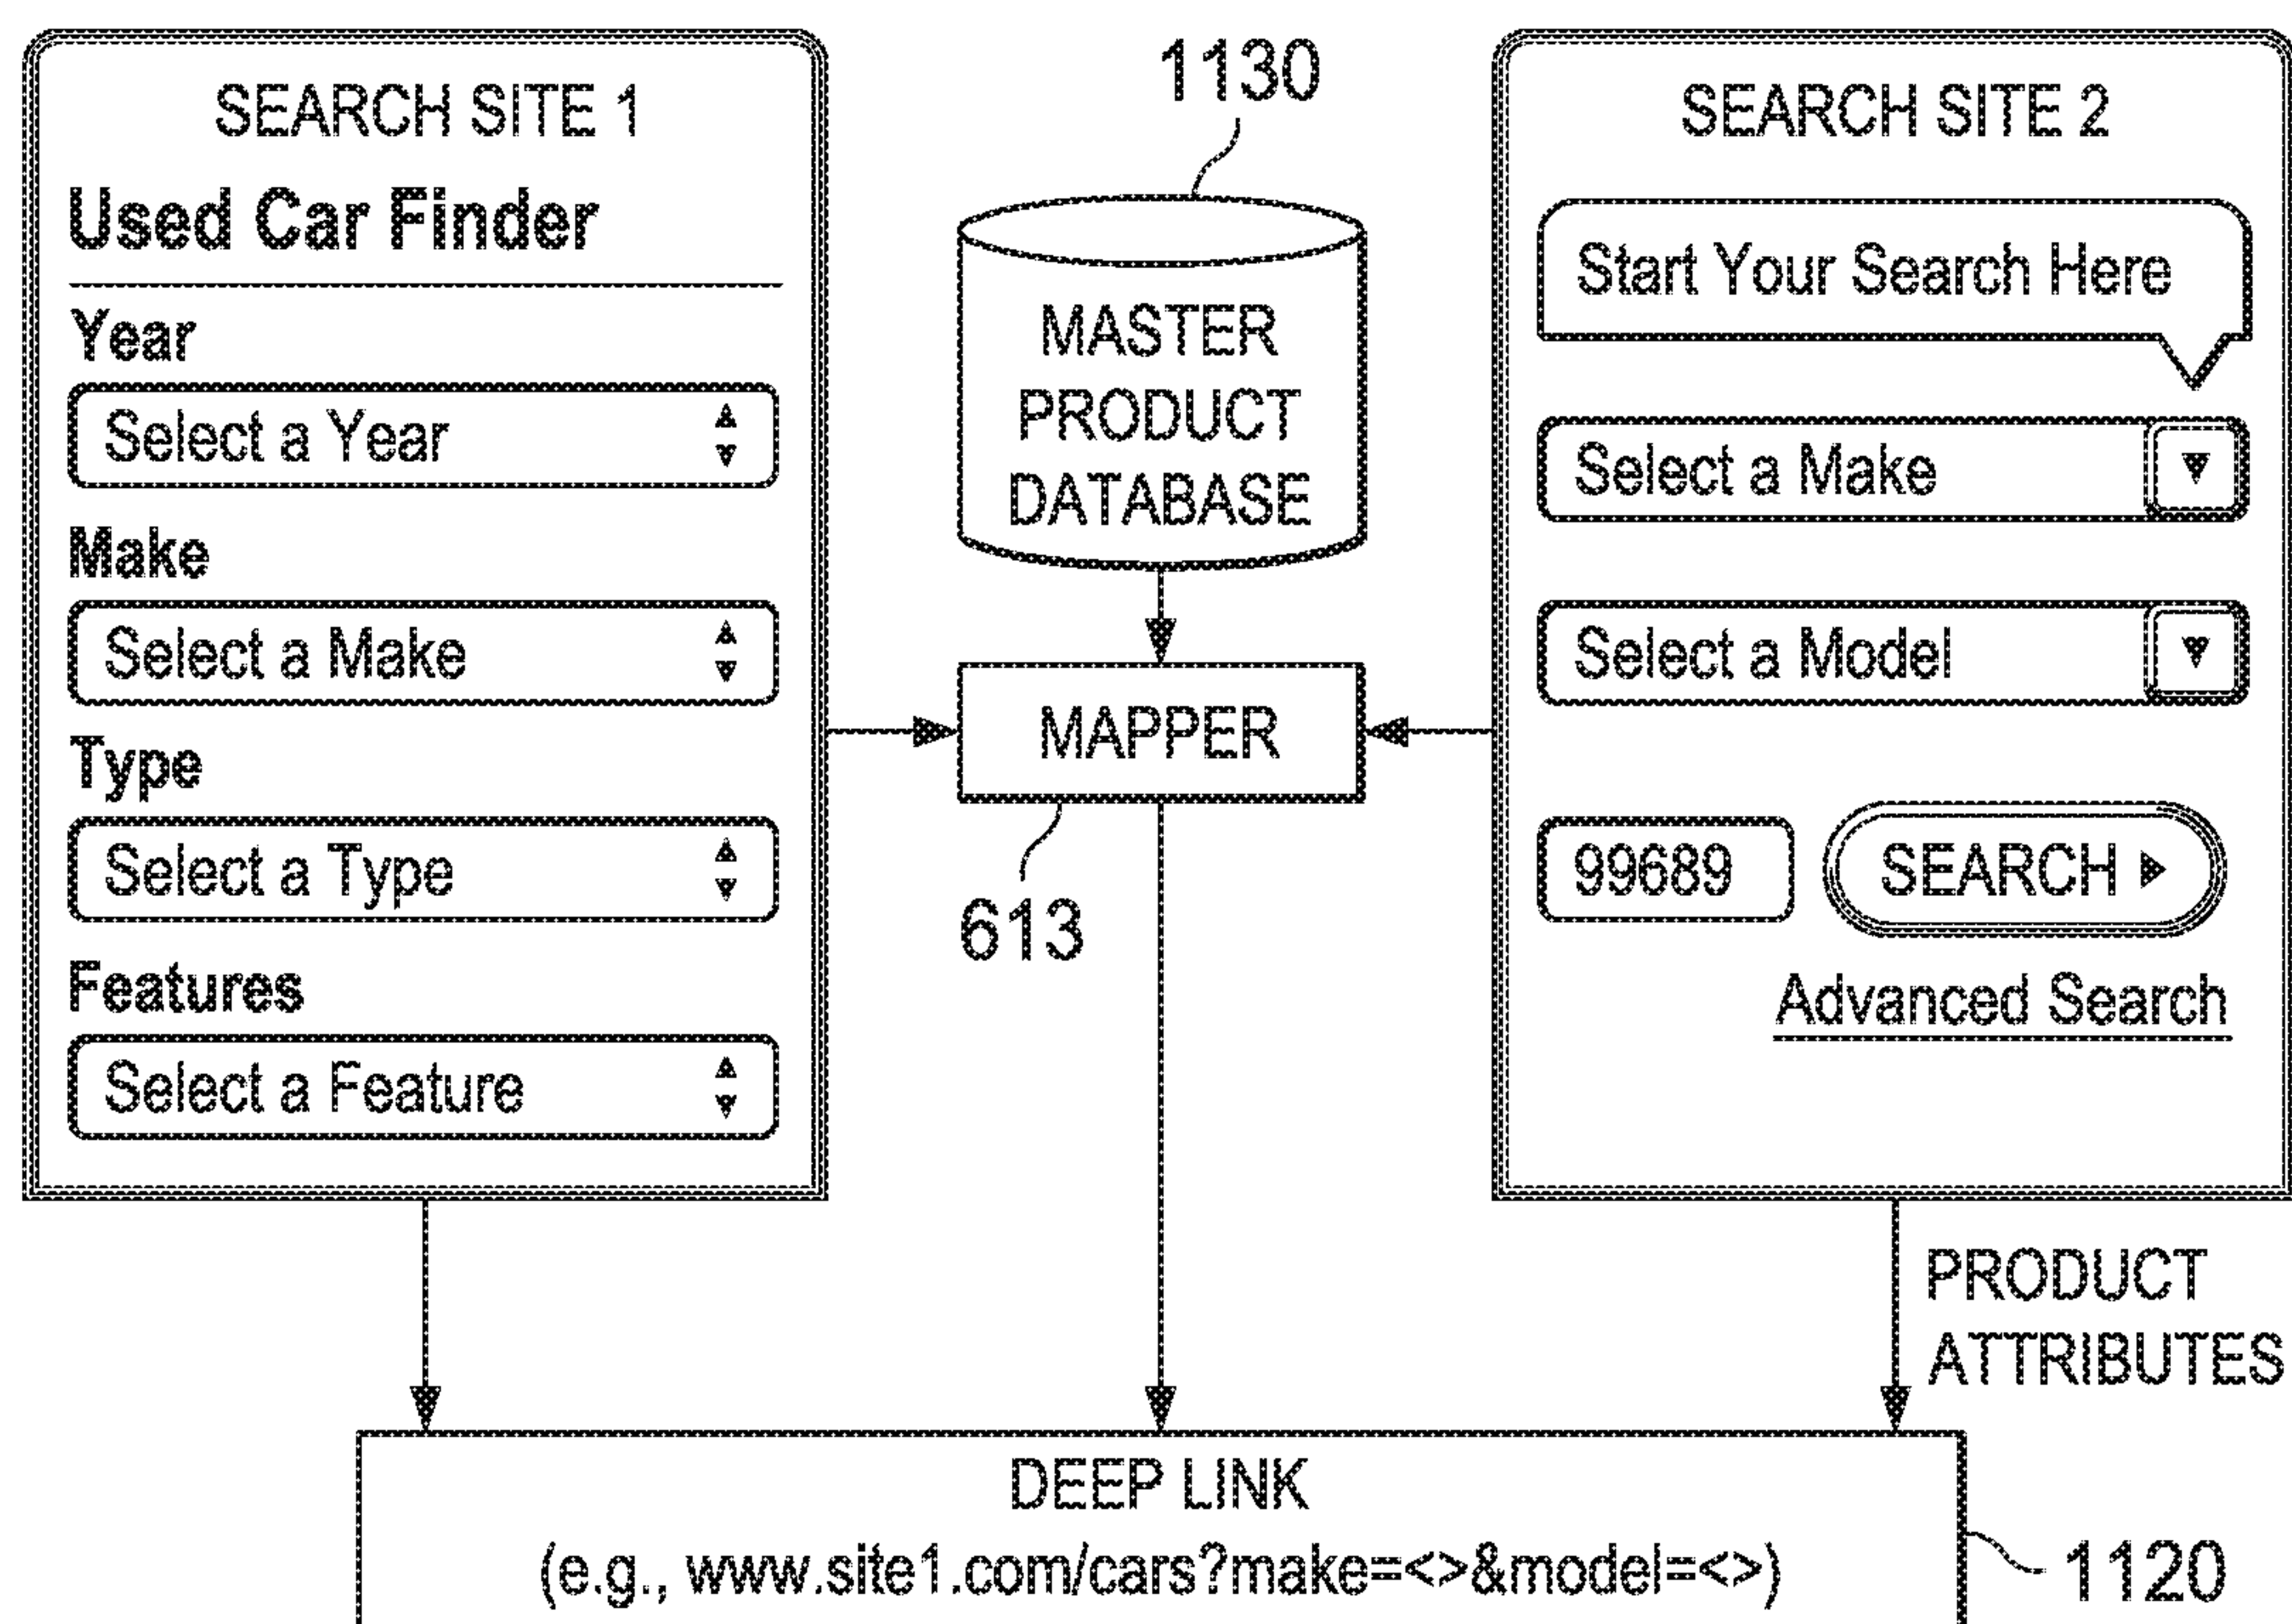 SEARCH SITE 1
Used Car Finder
Year
Select a Year
Make
Select a Make
Type
Select a Type
Features
Select a Feature
1130
MASTER
PRODUCT
DATABASE
MAPPER
613
SEARCH SITE 2
Start Your Search Here
Select a Make
Select a Model
99689
SEARCH
Advanced Search
PRODUCT
ATTRIBUTES
DEEP LINK
(e.g., www.site1.com/cars?make=<>&model=<>)
1120